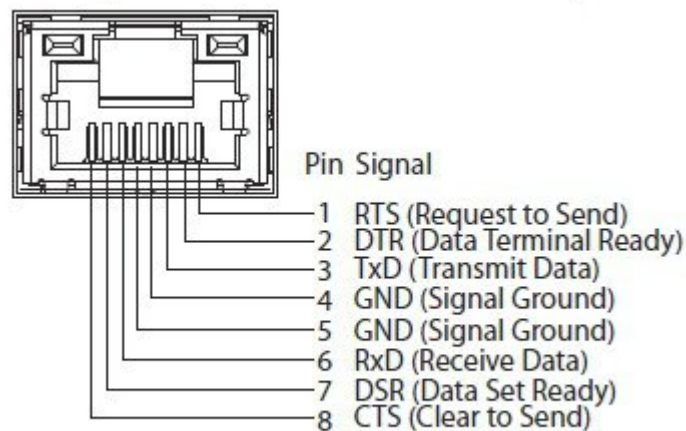 Pin Signal
1 RTS (Request to Send)
2 DTR (Data Terminal Ready)
3 TxD (Transmit Data)
4 GND (Signal Ground)
5 GND (Signal Ground)
6 RxD (Receive Data)
7 DSR (Data Set Ready)
8 CTS (Clear to Send)